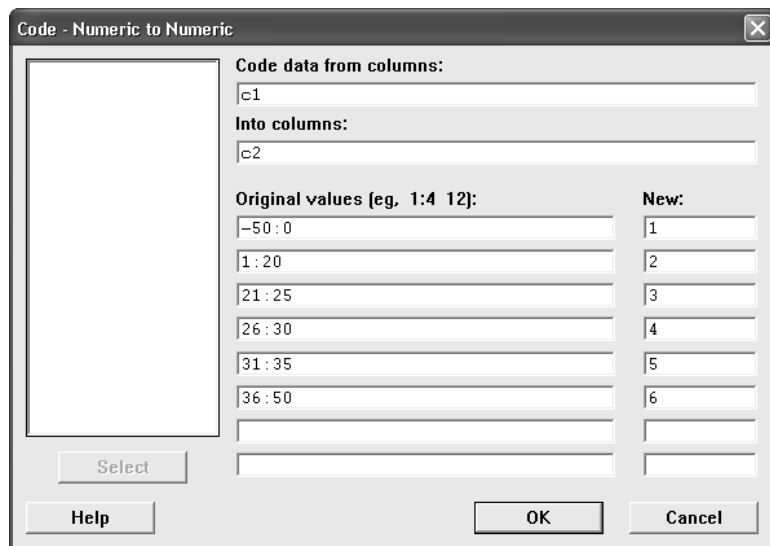 Code - Numeric to Numeric
Code data from columns:
c1
Into columns:
c2
Original values (eg, 1:4 12): New:
-50:0 1
1:20 2
21:25 3
26:30 4
31:35 5
36:50 6
Select
Help OK Cancel